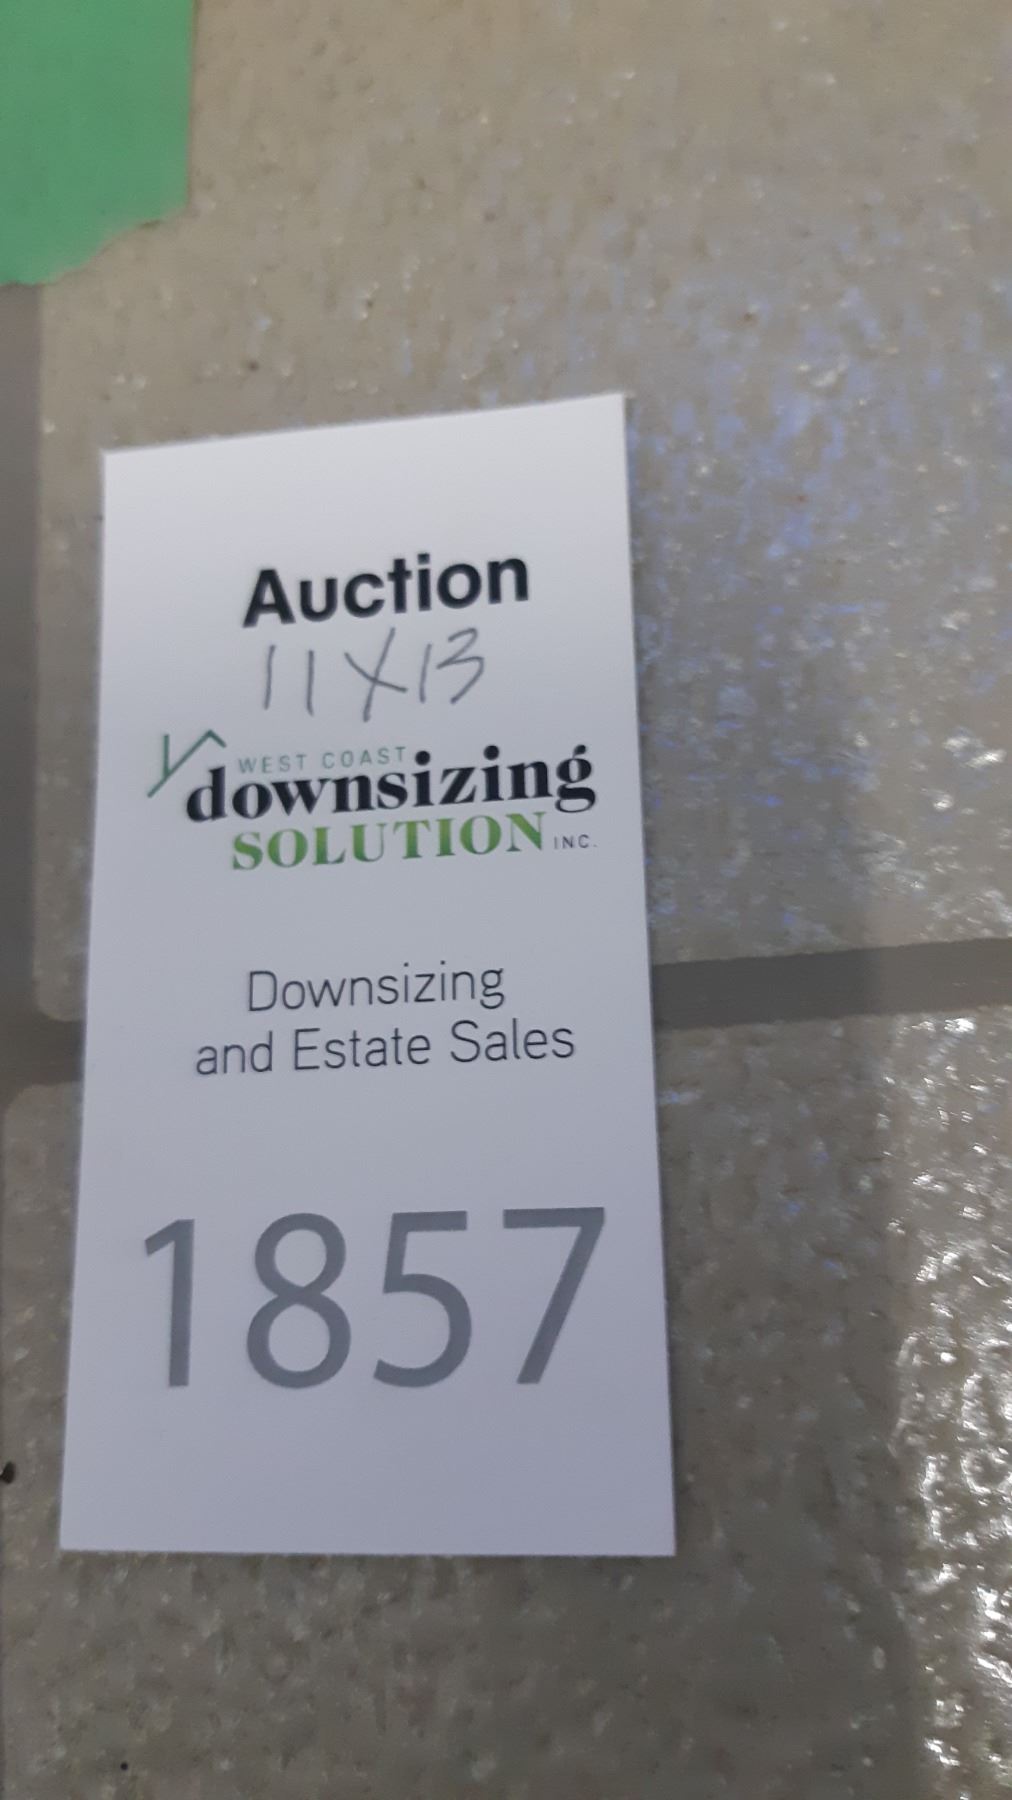 Auction
11X13
WEST COAST
downsizing
SOLUTION INC.
Downsizing
and Estate Sales
1857